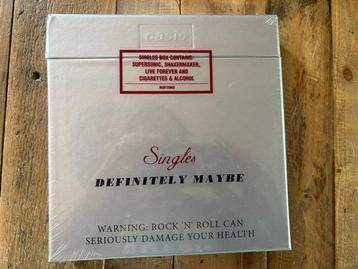 oasis
SINGLES BOX CONTAINS:
SUPERSONIC, SHAKERMAKER,
LIVE FOREVER AND
CIGARETTES & ALCOHOL
Singles
DEFINITELY MAYBE
WARNING: ROCK 'N' ROLL CAN
SERIOUSLY DAMAGE YOUR HEALTH